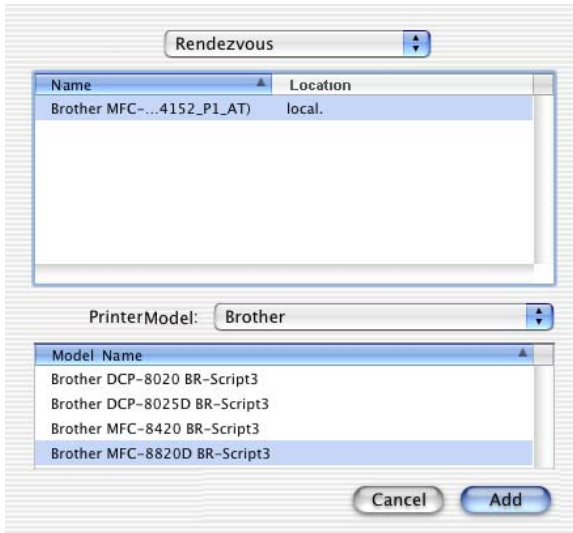 Rendezvous
Name Location
Brother MFC-...4152_P1_AT) local.
PrinterModel: Brother
Model Name
Brother DCP-8020 BR-Script3
Brother DCP-8025D BR-Script3
Brother MFC-8420 BR-Script3
Brother MFC-8820D BR-Script3
Cancel Add